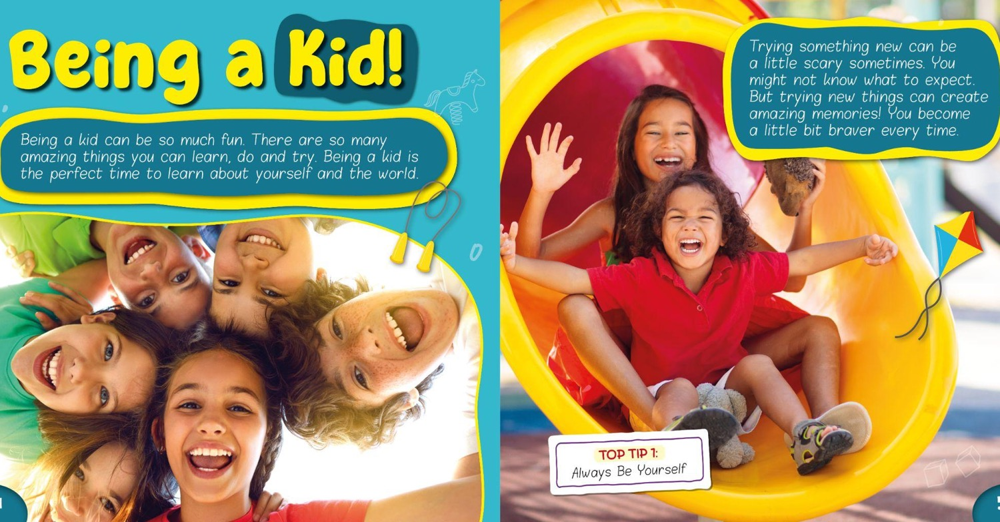 Being a Kid!
Being a kid can be so much fun. There are so many
amazing things you can learn, do and try. Being a kid is
the perfect time to learn about yourself and the world.
Trying something new can be
a little scary sometimes. You
might not know what to expect.
But trying new things can create
amazing memories! You become
a little bit braver every time.
TOP TIP 1:
Always Be Yourself